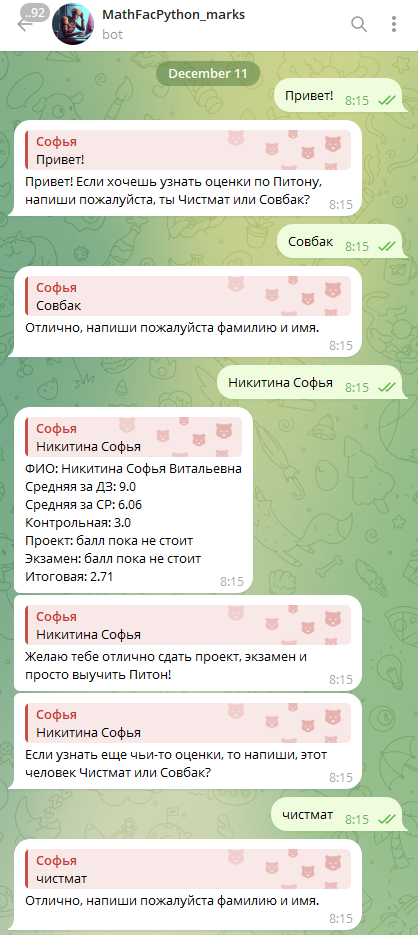 ..92
MathFacPython_marks
bot
December 11
Привет! 8:15
Софья
Привет!
Привет! Если хочешь узнать оценки по Питону,
напиши пожалуйста, ты Чистмат или Совбак? 8:15
Совбак 8:15
Софья
Совбак
Отлично, напиши пожалуйста фамилию и имя.
8:15
Никитина Софья 8:15
Софья
Никитина Софья
ФИО: Никитина Софья Витальевна
Средняя за ДЗ: 9.0
Средняя за СР: 6.06
Контрольная: 3.0
Проект: балл пока не стоит
Экзамен: балл пока не стоит
Итоговая: 2.71 8:15
Софья
Никитина Софья
Желаю тебе отлично сдать проект, экзамен и
просто выучить Питон! 8:15
Софья
Никитина Софья
Если узнать еще чьи-то оценки, то напиши, этот
человек Чистмат или Совбак? 8:15
чистмат 8:15
Софья
чистмат
Отлично, напиши пожалуйста фамилию и имя.
8:15